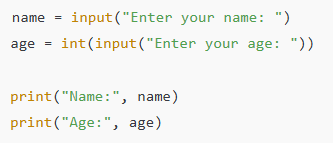 name = input("Enter your name: ")
age = int(input("Enter your age: "))
print("Name:", name)
print("Age:", age)